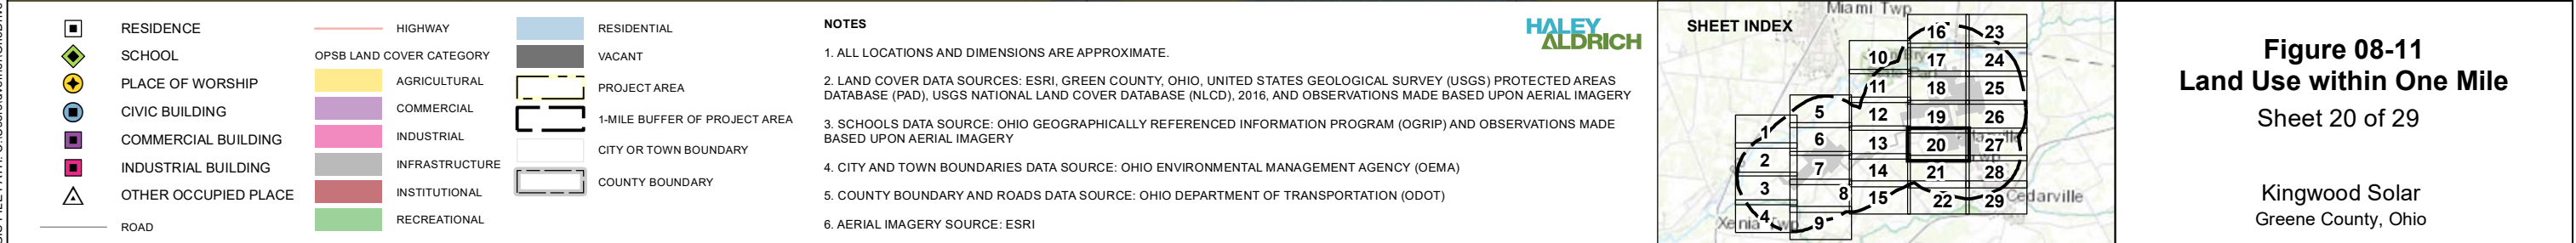 RESIDENCE
SCHOOL
PLACE OF WORSHIP
CIVIC BUILDING
COMMERCIAL BUILDING
INDUSTRIAL BUILDING
OTHER OCCUPIED PLACE
ROAD
HIGHWAY
OPSB LAND COVER CATEGORY
AGRICULTURAL
COMMERCIAL
INDUSTRIAL
INFRASTRUCTURE
INSTITUTIONAL
RECREATIONAL
RESIDENTIAL
VACANT
PROJECT AREA
1-MILE BUFFER OF PROJECT AREA
CITY OR TOWN BOUNDARY
COUNTY BOUNDARY
NOTES
1. ALL LOCATIONS AND DIMENSIONS ARE APPROXIMATE.
2. LAND COVER DATA SOURCES: ESRI, GREEN COUNTY, OHIO, UNITED STATES GEOLOGICAL SURVEY (USGS) PROTECTED AREAS
DATABASE (PAD), USGS NATIONAL LAND COVER DATABASE (NLCD), 2016, AND OBSERVATIONS MADE BASED UPON AERIAL IMAGERY
3. SCHOOLS DATA SOURCE: OHIO GEOGRAPHICALLY REFERENCED INFORMATION PROGRAM (OGRIP) AND OBSERVATIONS MADE
BASED UPON AERIAL IMAGERY
4. CITY AND TOWN BOUNDARIES DATA SOURCE: OHIO ENVIRONMENTAL MANAGEMENT AGENCY (OEMA)
5. COUNTY BOUNDARY AND ROADS DATA SOURCE: OHIO DEPARTMENT OF TRANSPORTATION (ODOT)
6. AERIAL IMAGERY SOURCE: ESRI
HALEY
ALDRICH
SHEET INDEX
Miami Twp
16 23
10 17 24
11 18 25
5 12 19 26
1 6 13 20 27
2 7 14 21 28
3 8 15 22 29 Cedarville
4 9
Xenia Twp
Figure 08-11
Land Use within One Mile
Sheet 20 of 29
Kingwood Solar
Greene County, Ohio